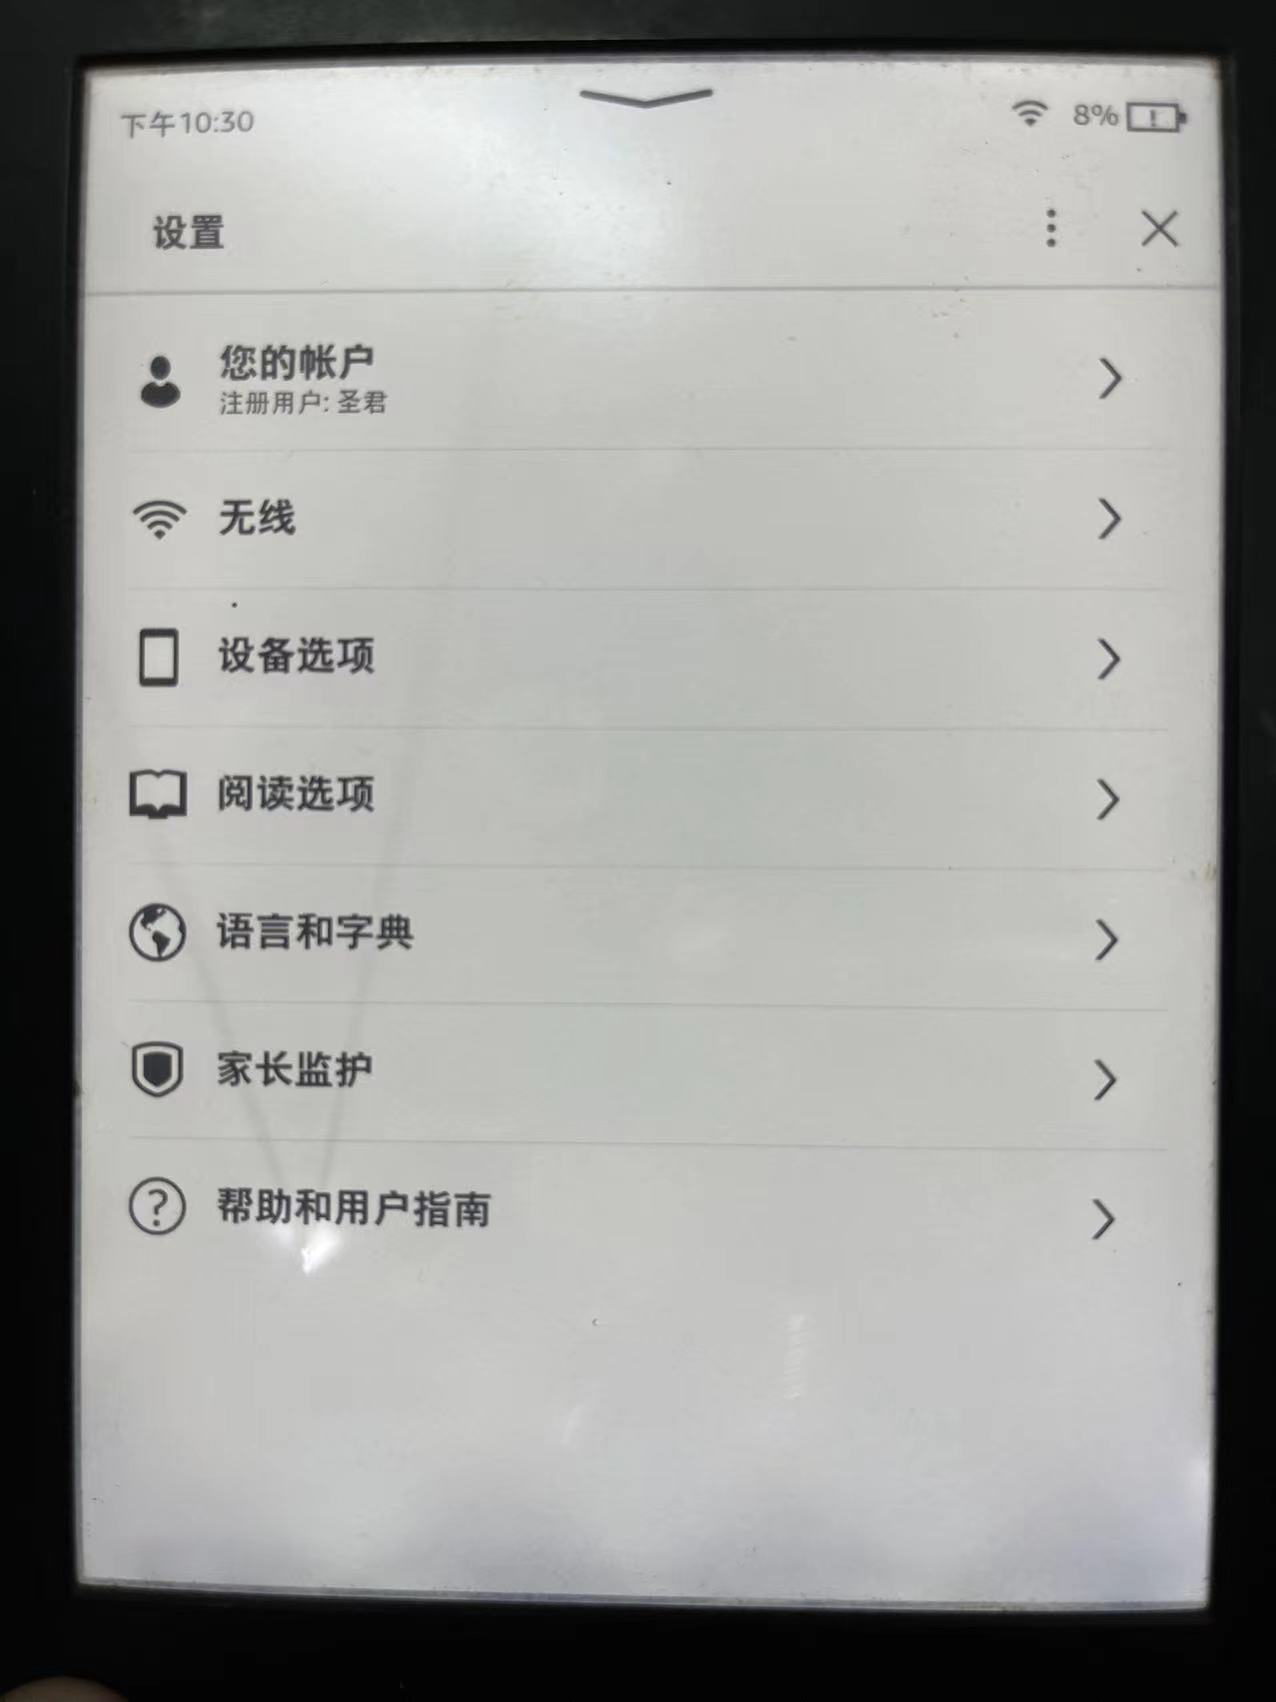 下午10:30 8%
设置
您的帐户
注册用户: 圣君
无线
设备选项
阅读选项
语言和字典
家长监护
帮助和用户指南